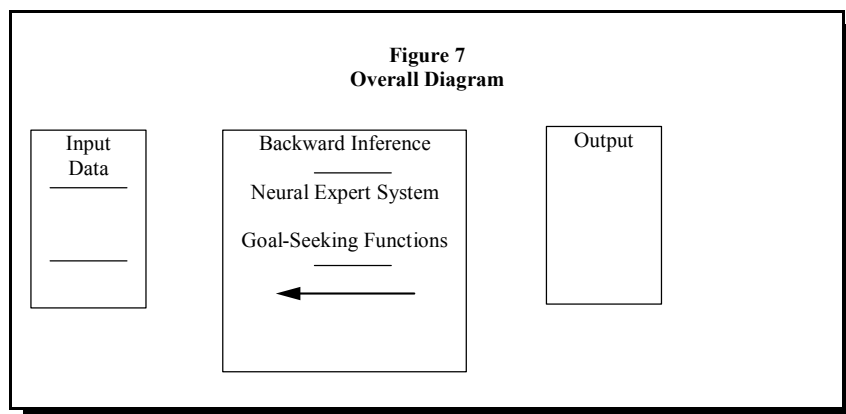 Figure 7
Overall Diagram
Input
Data
Backward Inference
Neural Expert System
Goal-Seeking Functions
Output